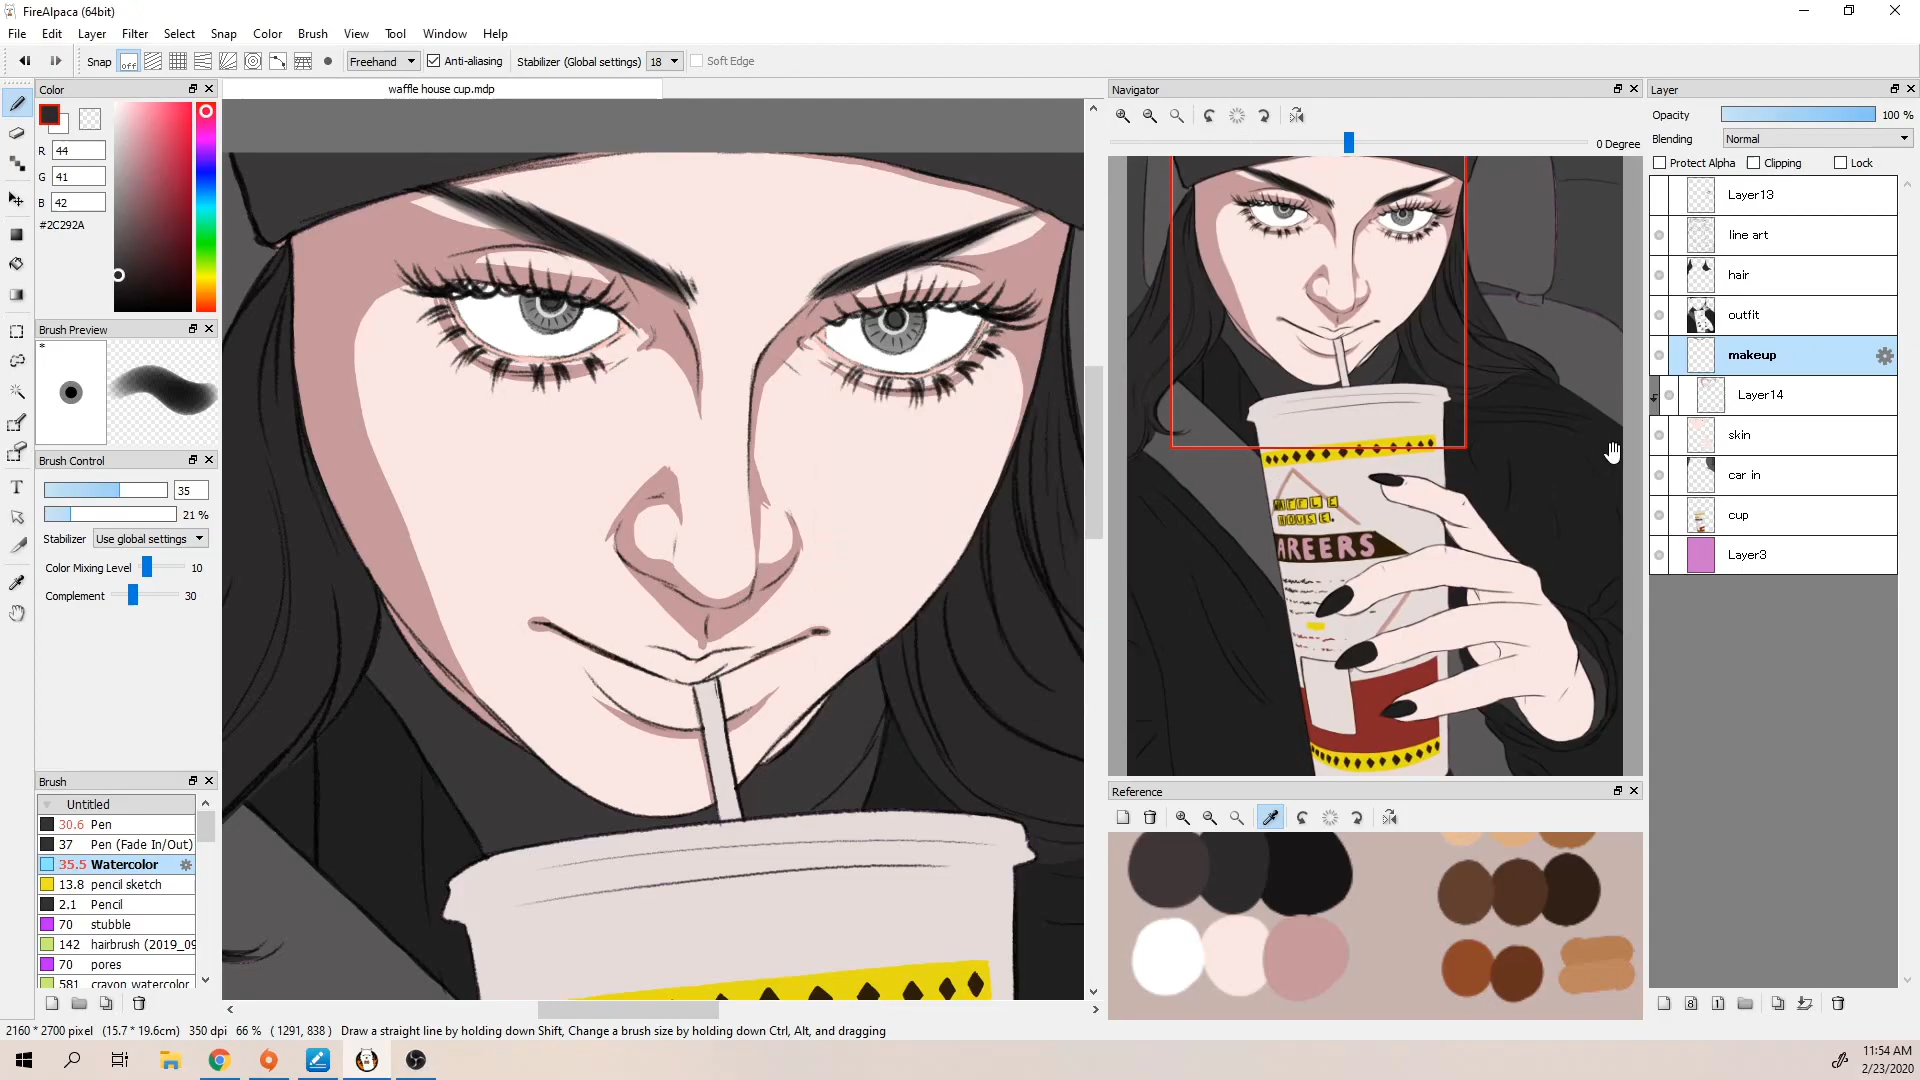 FireAlpaca (64bit)
File Edit Layer Filter Select Snap Color Brush View Tool Window Help
Snap off Freehand Anti-aliasing Stabilizer (Global settings) 18 Soft Edge
Color
R 44
G 41
B 42
#2C292A
Brush Preview
*
Brush Control
35
21 %
Stabilizer Use global settings
Color Mixing Level 10
Complement 30
Brush
Untitled
30.6 Pen
37 Pen (Fade In/Out)
35.5 Watercolor
13.8 pencil sketch
2.1 Pencil
70 stubble
142 hairbrush (2019_09
70 pores
581 crayon watercolor
waffle house cup.mdp
Navigator
0 Degree
WAFFLE
HOUSE.
AREERS
Reference
Layer
Opacity 100 %
Blending Normal
Protect Alpha Clipping Lock
Layer13
line art
hair
outfit
makeup
Layer14
skin
car in
cup
Layer3
2160 * 2700 pixel (15.7 * 19.6cm) 350 dpi 66 % ( 1291, 838 ) Draw a straight line by holding down Shift, Change a brush size by holding down Ctrl, Alt, and dragging
11:54 AM
2/23/2020